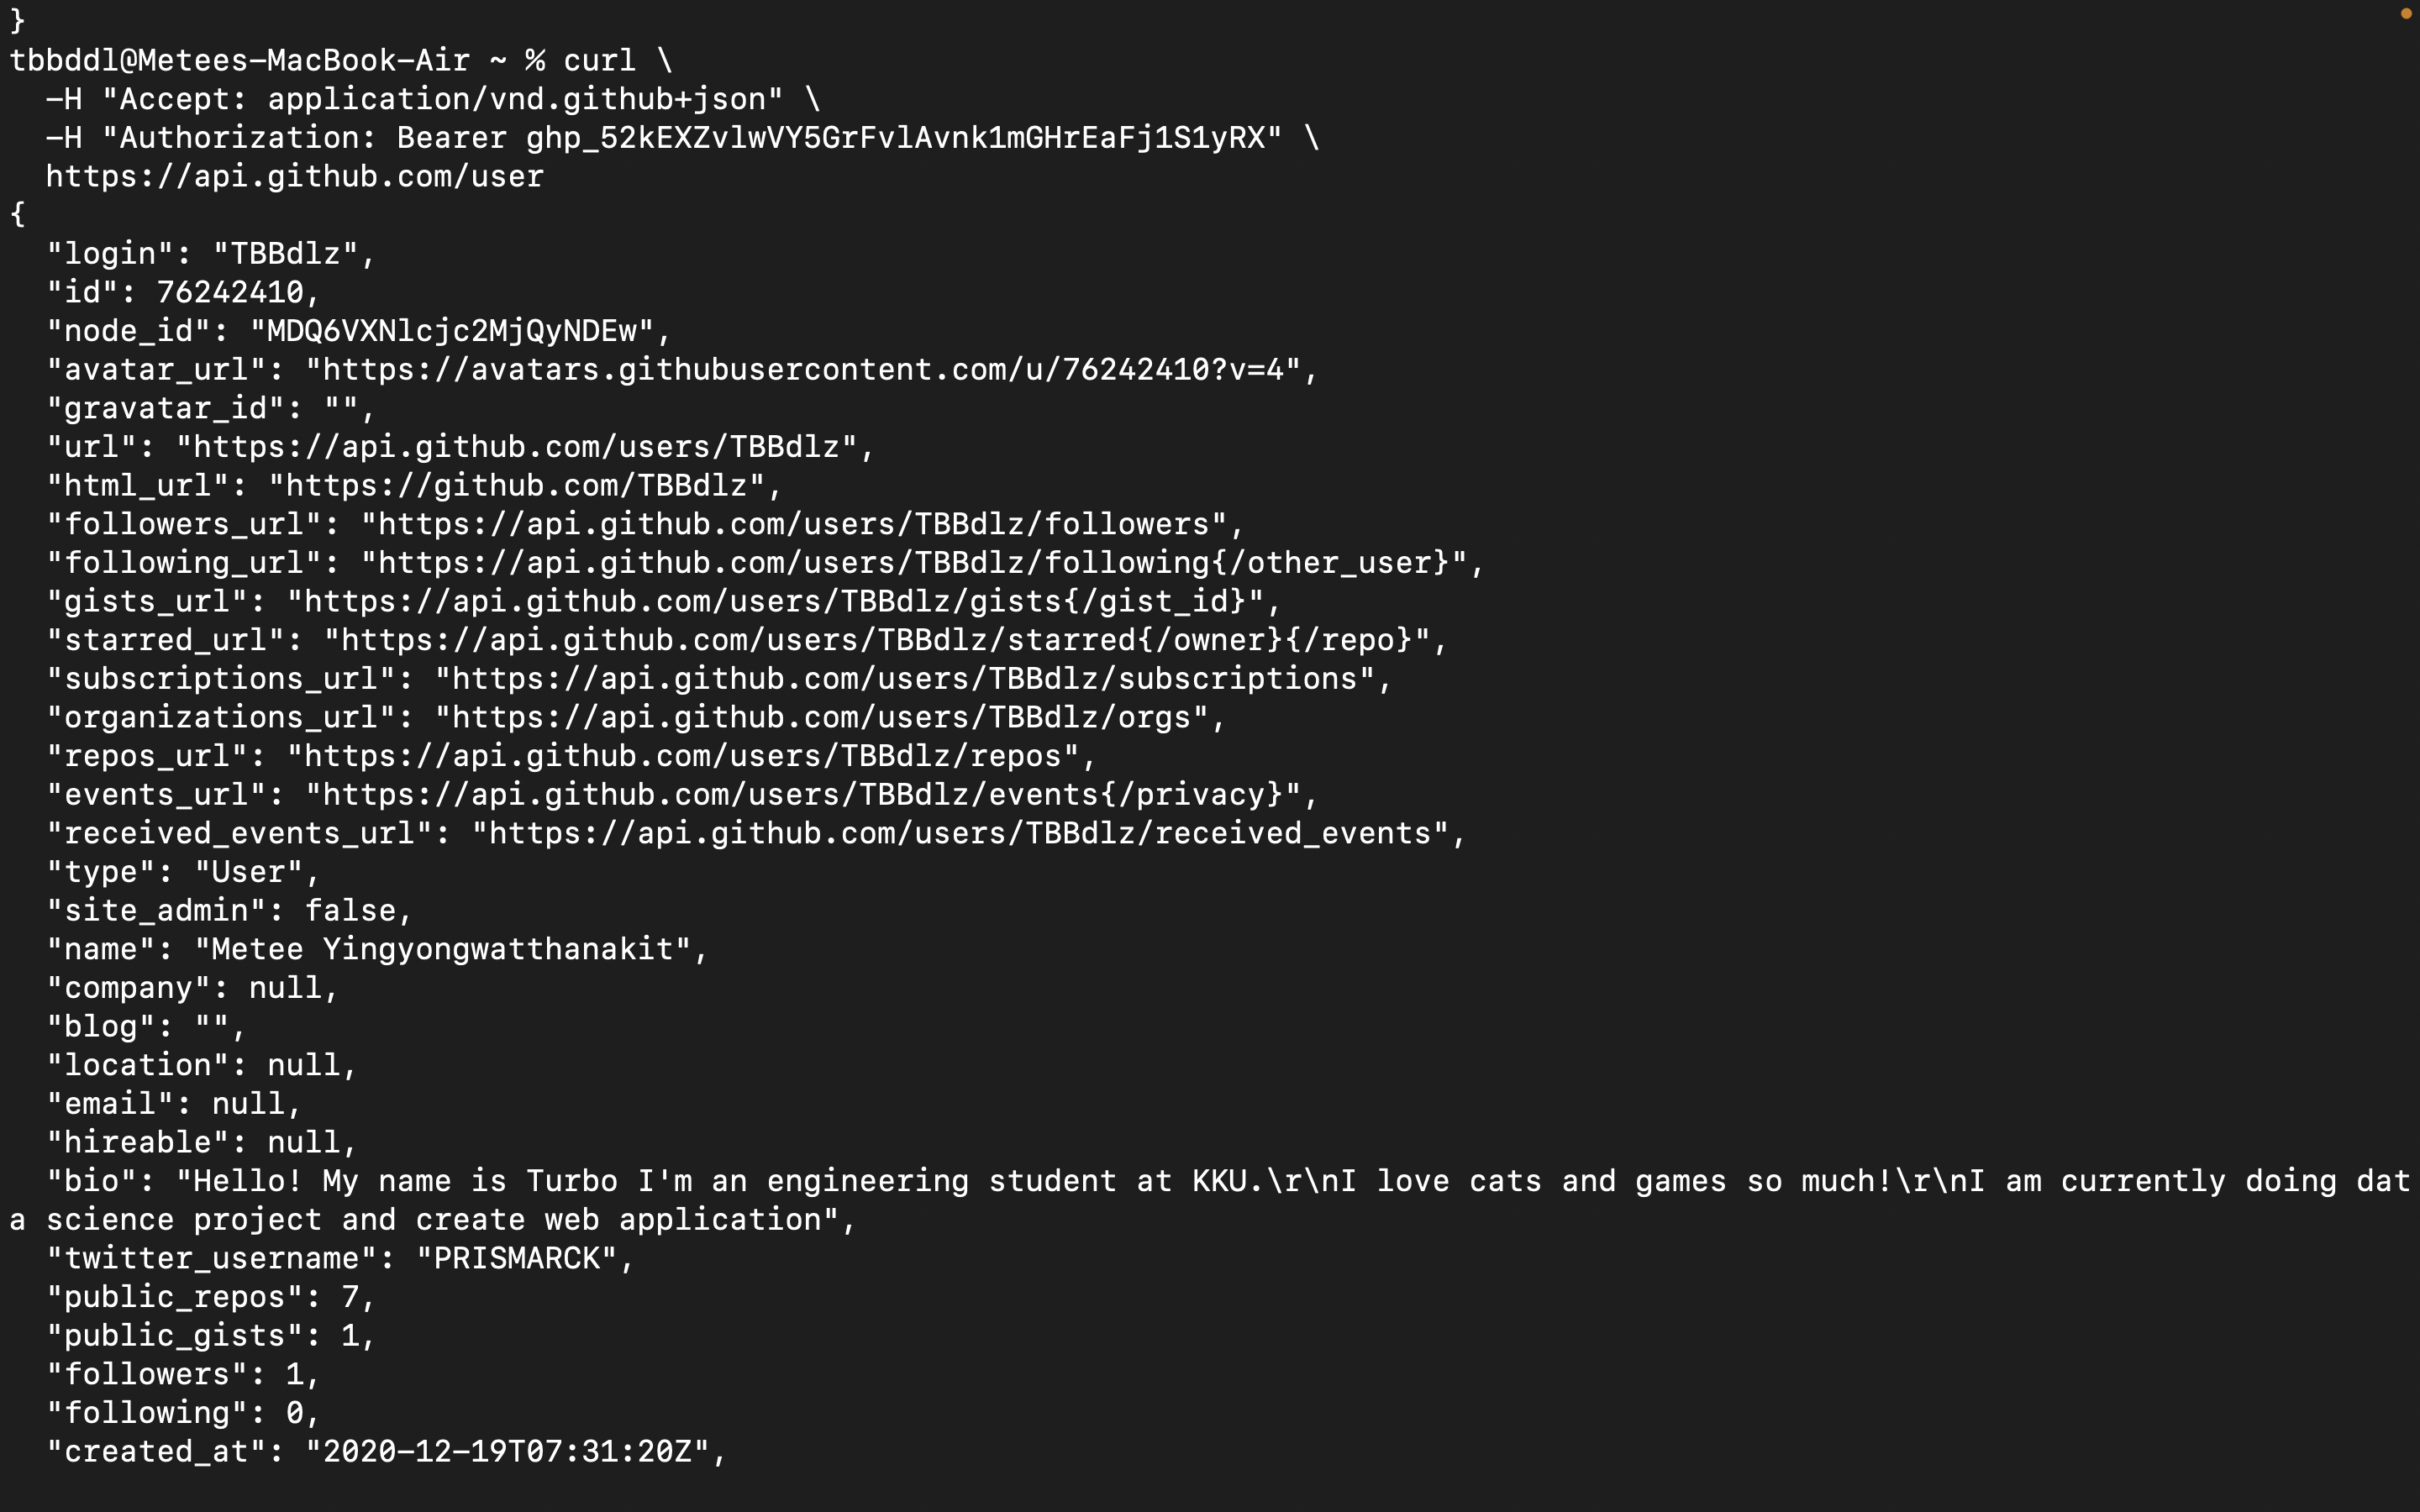 }
tbbddl@Metees-MacBook-Air ~ % curl \
-H "Accept: application/vnd.github+json" \
-H "Authorization: Bearer [access token redacted]" \
https://api.github.com/user
{
"login": "TBBdlz",
"id": 76242410,
"node_id": "MDQ6VXNlcjc2MjQyNDEw",
"avatar_url": "https://avatars.githubusercontent.com/u/76242410?v=4",
"gravatar_id": "",
"url": "https://api.github.com/users/TBBdlz",
"html_url": "https://github.com/TBBdlz",
"followers_url": "https://api.github.com/users/TBBdlz/followers",
"following_url": "https://api.github.com/users/TBBdlz/following{/other_user}",
"gists_url": "https://api.github.com/users/TBBdlz/gists{/gist_id}",
"starred_url": "https://api.github.com/users/TBBdlz/starred{/owner}{/repo}",
"subscriptions_url": "https://api.github.com/users/TBBdlz/subscriptions",
"organizations_url": "https://api.github.com/users/TBBdlz/orgs",
"repos_url": "https://api.github.com/users/TBBdlz/repos",
"events_url": "https://api.github.com/users/TBBdlz/events{/privacy}",
"received_events_url": "https://api.github.com/users/TBBdlz/received_events",
"type": "User",
"site_admin": false,
"name": "Metee Yingyongwatthanakit",
"company": null,
"blog": "",
"location": null,
"email": null,
"hireable": null,
"bio": "Hello! My name is Turbo I'm an engineering student at KKU.\r\nI love cats and games so much!\r\nI am currently doing dat
a science project and create web application",
"twitter_username": "PRISMARCK",
"public_repos": 7,
"public_gists": 1,
"followers": 1,
"following": 0,
"created_at": "2020-12-19T07:31:20Z",